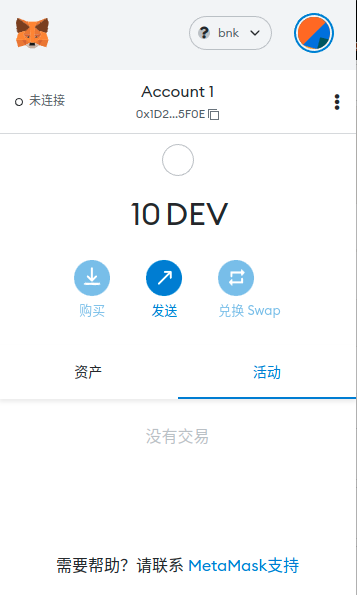 bnk
未连接
Account 1
0x1D2...5F0E
10 DEV
购买
发送
兑换 Swap
资产
活动
没有交易
需要帮助？请联系 MetaMask支持